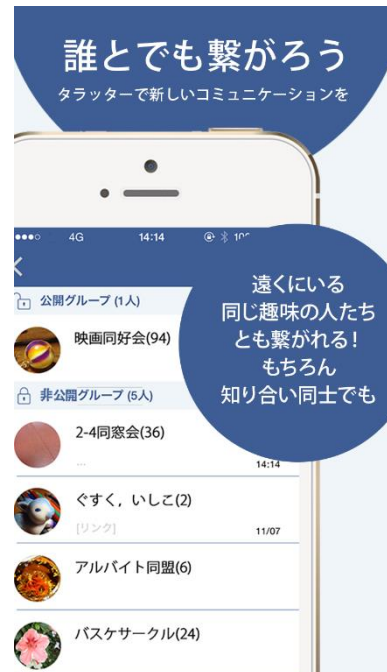 誰とでも繋がろう
タラッターで新しいコミュニケーションを
4G 14:14
遠くにいる
同じ趣味の人たち
とも繋がれる!
もちろん
知り合い同士でも
公開グループ (1人)
映画同好会(94)
非公開グループ (5人)
2-4同窓会(36)
...
14:14
ぐすく，いしこ(2)
[リンク]
11/07
アルバイト同盟(6)
バスケサークル(24)